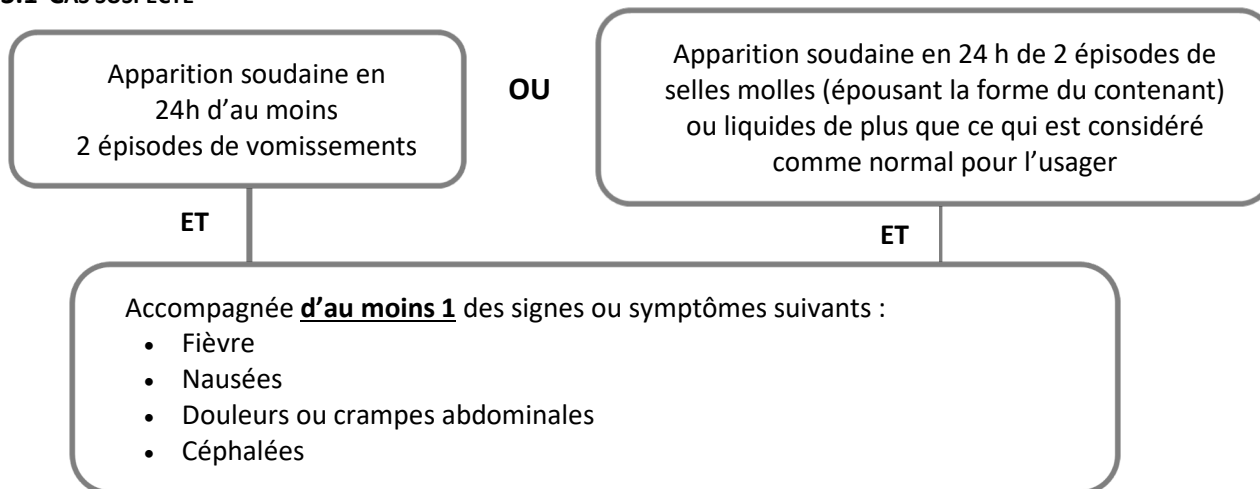 Apparition soudaine en
24h d’au moins
2 épisodes de vomissements
OU
Apparition soudaine en 24 h de 2 épisodes de
selles molles (épousant la forme du contenant)
ou liquides de plus que ce qui est considéré
comme normal pour l’usager
ET
ET
Accompagnée d’au moins 1 des signes ou symptômes suivants :
• Fièvre
• Nausées
• Douleurs ou crampes abdominales
• Céphalées